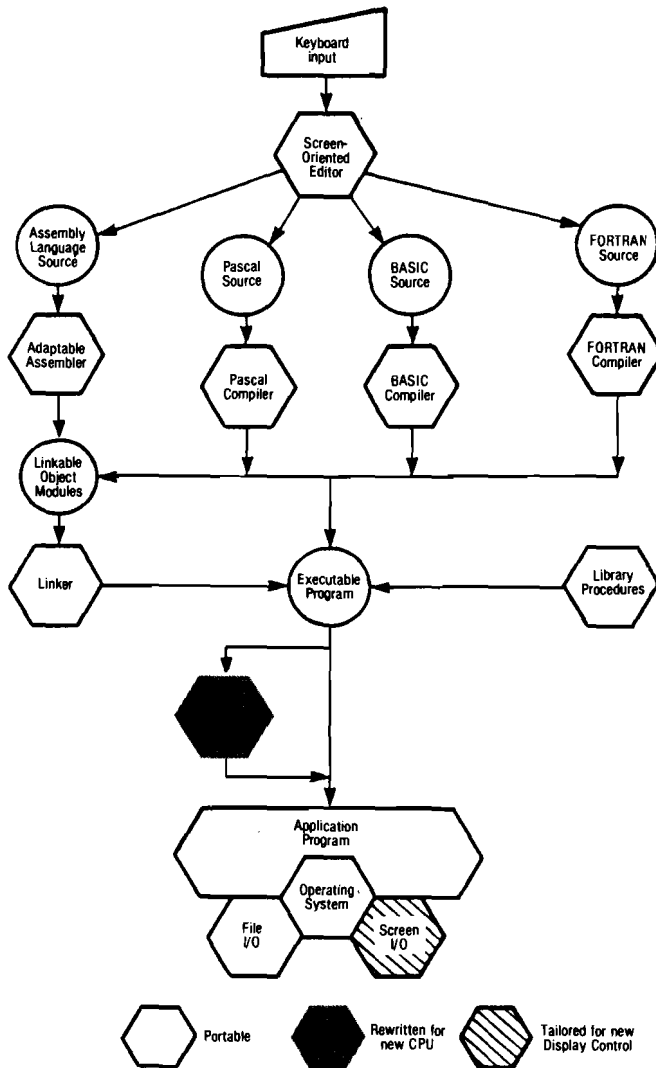 Keyboard
input
Screen-
Oriented
Editor
Assembly
Language
Source
Pascal
Source
BASIC
Source
FORTRAN
Source
Adaptable
Assembler
Pascal
Compiler
BASIC
Compiler
FORTRAN
Compiler
Linkable
Object
Modules
Linker
Executable
Program
Library
Procedures
Application
Program
Operating
System
File
I/O
Screen
I/O
Portable
Rewritten for
new CPU
Tailored for new
Display Control